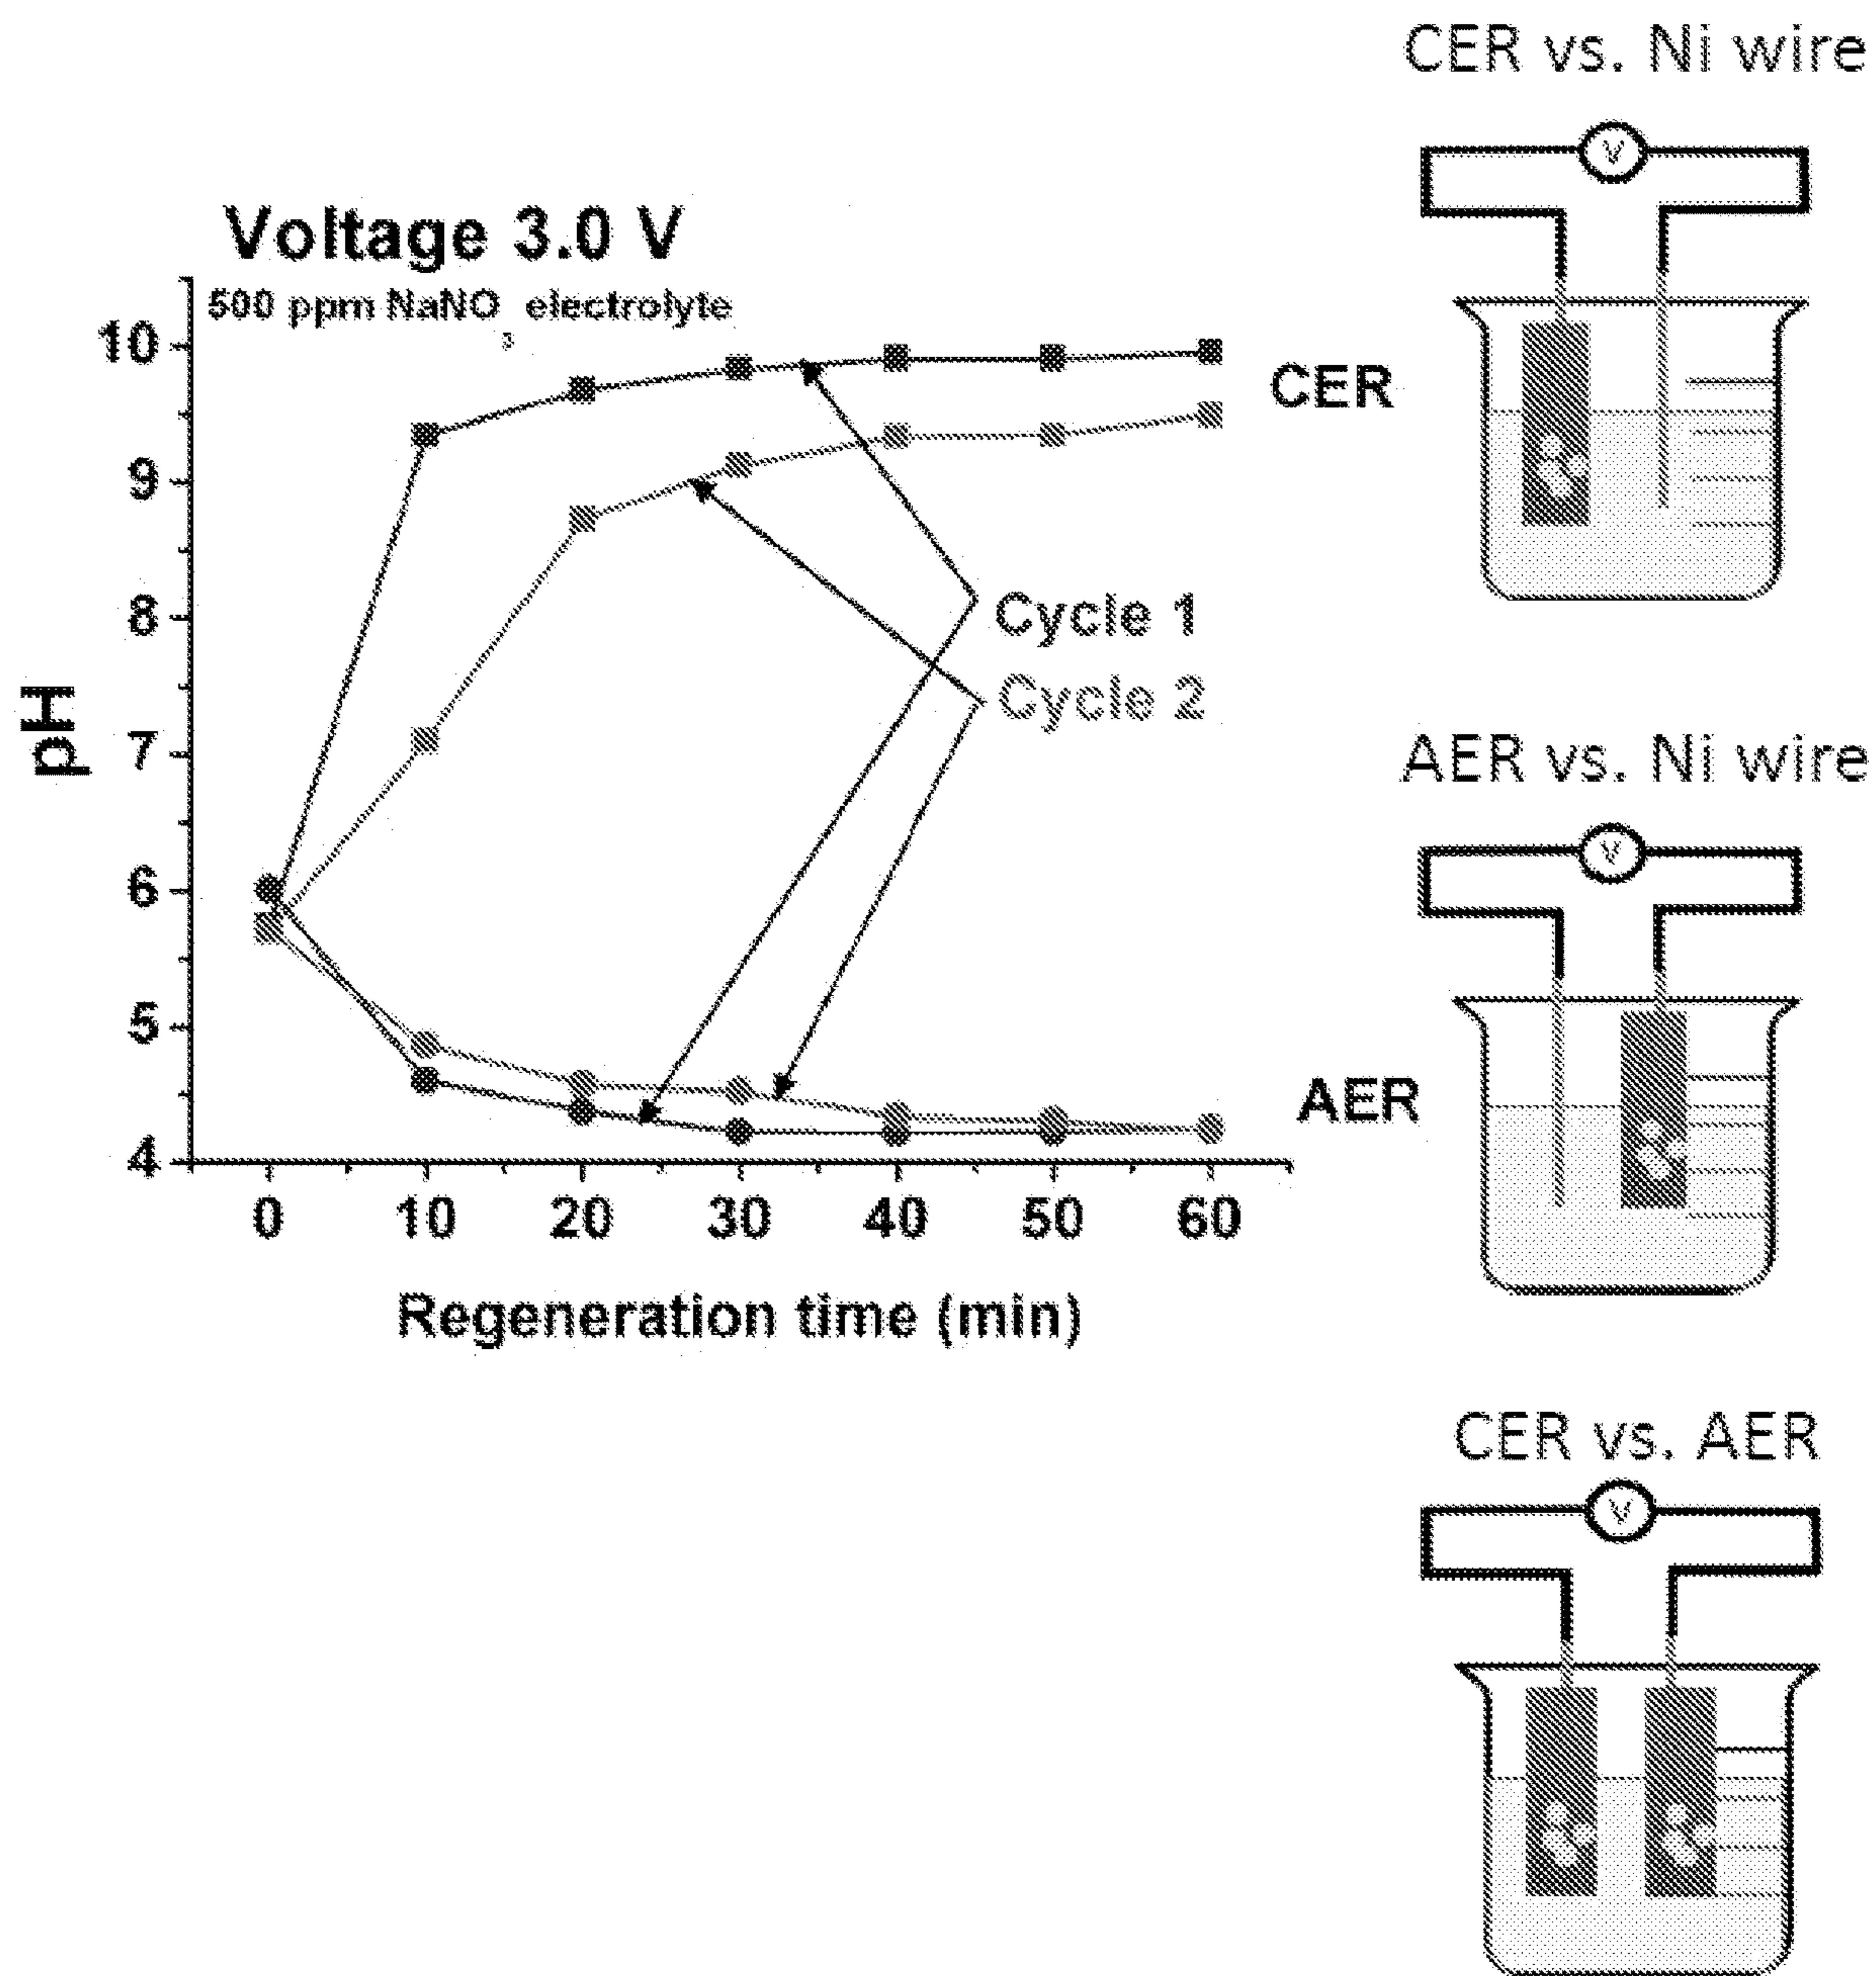 CER vs. Ni wire
V
Voltage 3.0 V
500 ppm NaNO3 electrolyte
10
9
8
7
6
5
4
pH
CER
Cycle 1
Cycle 2
AER
0 10 20 30 40 50 60
Regeneration time (min)
AER vs. Ni wire
V
CER vs. AER
V